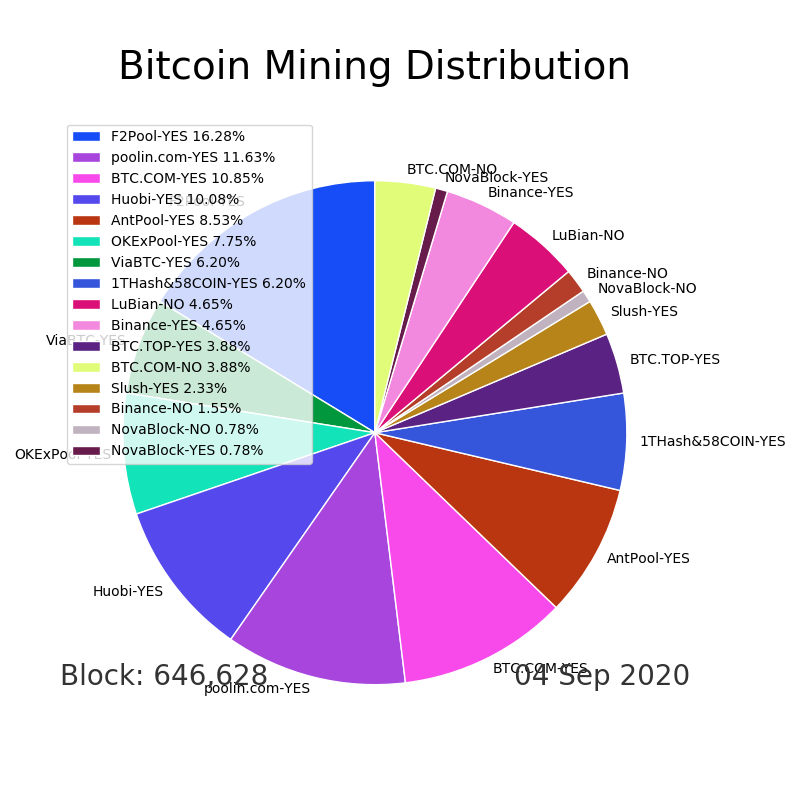 Bitcoin Mining Distribution
F2Pool-YES 16.28%
poolin.com-YES 11.63%
BTC.COM-YES 10.85%
Huobi-YES 10.08%
AntPool-YES 8.53%
OKExPool-YES 7.75%
ViaBTC-YES 6.20%
1THash&58COIN-YES 6.20%
LuBian-NO 4.65%
Binance-YES 4.65%
BTC.TOP-YES 3.88%
BTC.COM-NO 3.88%
Slush-YES 2.33%
Binance-NO 1.55%
NovaBlock-NO 0.78%
NovaBlock-YES 0.78%
BTC.COM-NO
NovaBlock-YES
Binance-YES
LuBian-NO
Binance-NO
NovaBlock-NO
Slush-YES
BTC.TOP-YES
1THash&58COIN-YES
AntPool-YES
BTC.COM-YES
poolin.com-YES
Huobi-YES
OKExPool-YES
ViaBTC-YES
F2Pool-YES
Block: 646,628
04 Sep 2020